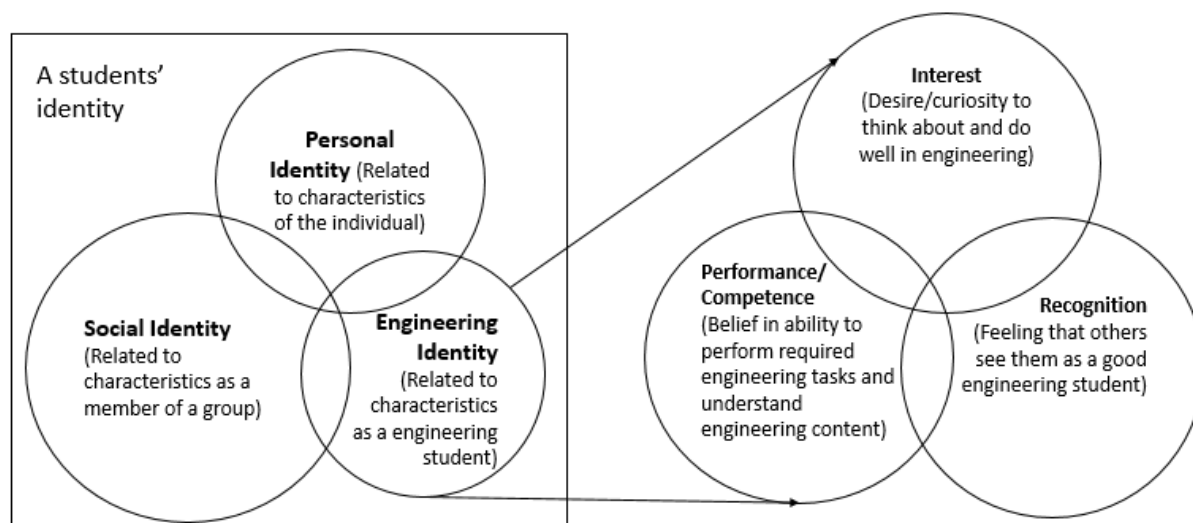 A students'
identity
Personal
Identity (Related
to characteristics
of the individual)
Social Identity
(Related to
characteristics as a
member of a group)
Engineering
Identity
(Related to
characteristics
as a engineering
student)
Interest
(Desire/curiosity to
think about and do
well in engineering)
Performance/
Competence
(Belief in ability to
perform required
engineering tasks and
understand
engineering content)
Recognition
(Feeling that others
see them as a good
engineering student)